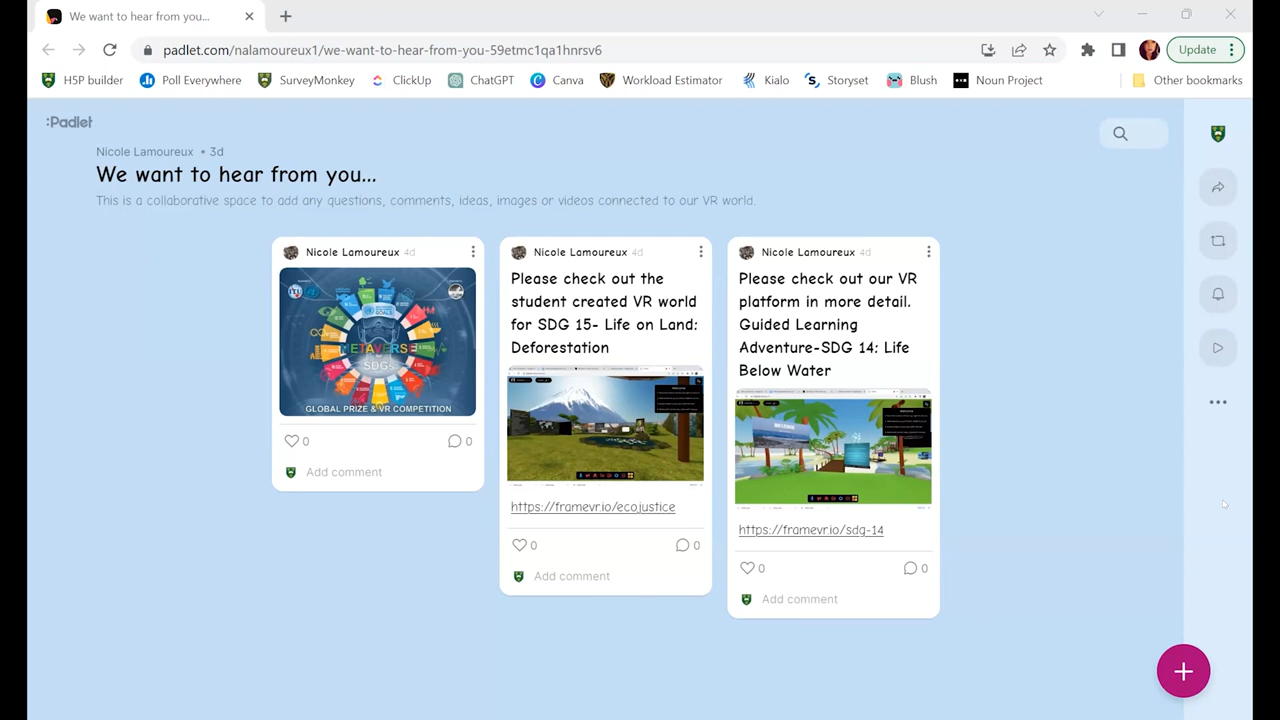 We want to hear from you...
padlet.com/nalamoureux1/we-want-to-hear-from-you-59etmc1qa1hnrsv6
Update
H5P builder
Poll Everywhere
SurveyMonkey
ClickUp
ChatGPT
Canva
Workload Estimator
Kialo
Storyset
Blush
Noun Project
Other bookmarks
:Padlet
Nicole Lamoureux • 3d
We want to hear from you...
This is a collaborative space to add any questions, comments, ideas, images or videos connected to our VR world.
Nicole Lamoureux 4d
METAVERSE
SDGs
GLOBAL PRIZE & VR COMPETITION
0
0
Add comment
Nicole Lamoureux 4d
Please check out the
student created VR world
for SDG 15- Life on Land:
Deforestation
https://framevr.io/ecojustice
0
0
Add comment
Nicole Lamoureux 4d
Please check out our VR
platform in more detail.
Guided Learning
Adventure-SDG 14: Life
Below Water
https://framevr.io/sdg-14
0
0
Add comment